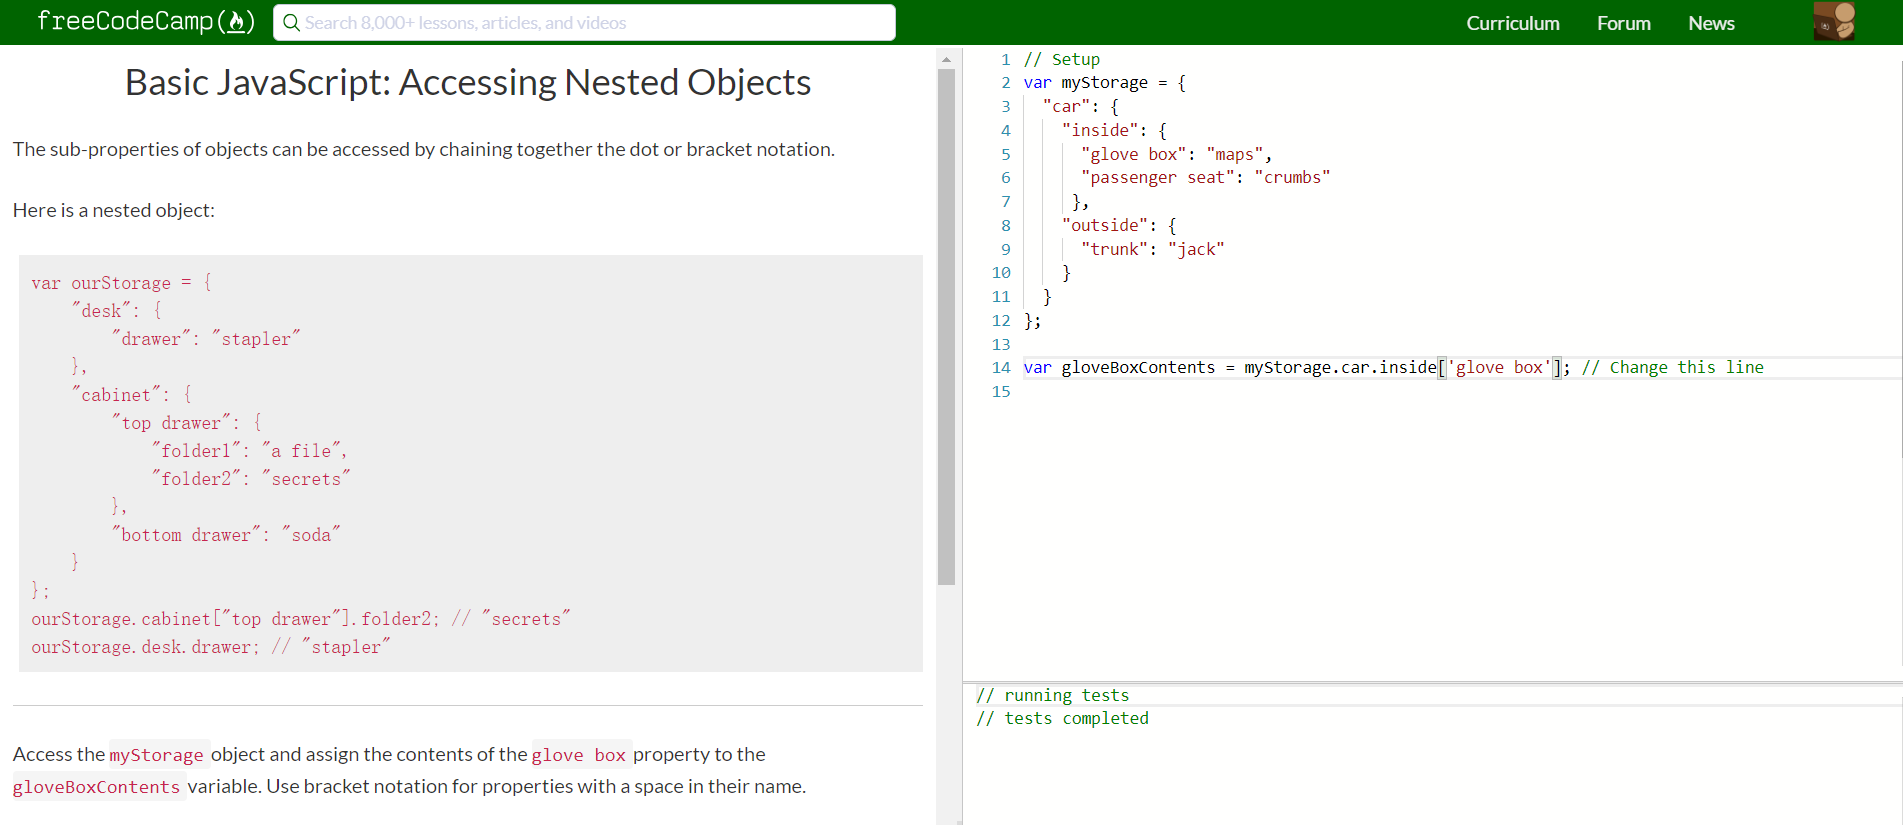 freeCodeCamp
Search 8,000+ lessons, articles, and videos
Curriculum
Forum
News
Basic JavaScript: Accessing Nested Objects
The sub-properties of objects can be accessed by chaining together the dot or bracket notation.
Here is a nested object:
var ourStorage = {
"desk": {
"drawer": "stapler"
},
"cabinet": {
"top drawer": {
"folder1": "a file",
"folder2": "secrets"
},
"bottom drawer": "soda"
}
};
ourStorage.cabinet["top drawer"].folder2; // "secrets"
ourStorage.desk.drawer; // "stapler"
Access the myStorage object and assign the contents of the glove box property to the
gloveBoxContents variable. Use bracket notation for properties with a space in their name.
1 // Setup
2 var myStorage = {
3 "car": {
4 "inside": {
5 "glove box": "maps",
6 "passenger seat": "crumbs"
7 },
8 "outside": {
9 "trunk": "jack"
10 }
11 }
12 };
13
14 var gloveBoxContents = myStorage.car.inside['glove box']; // Change this line
15
// running tests
// tests completed